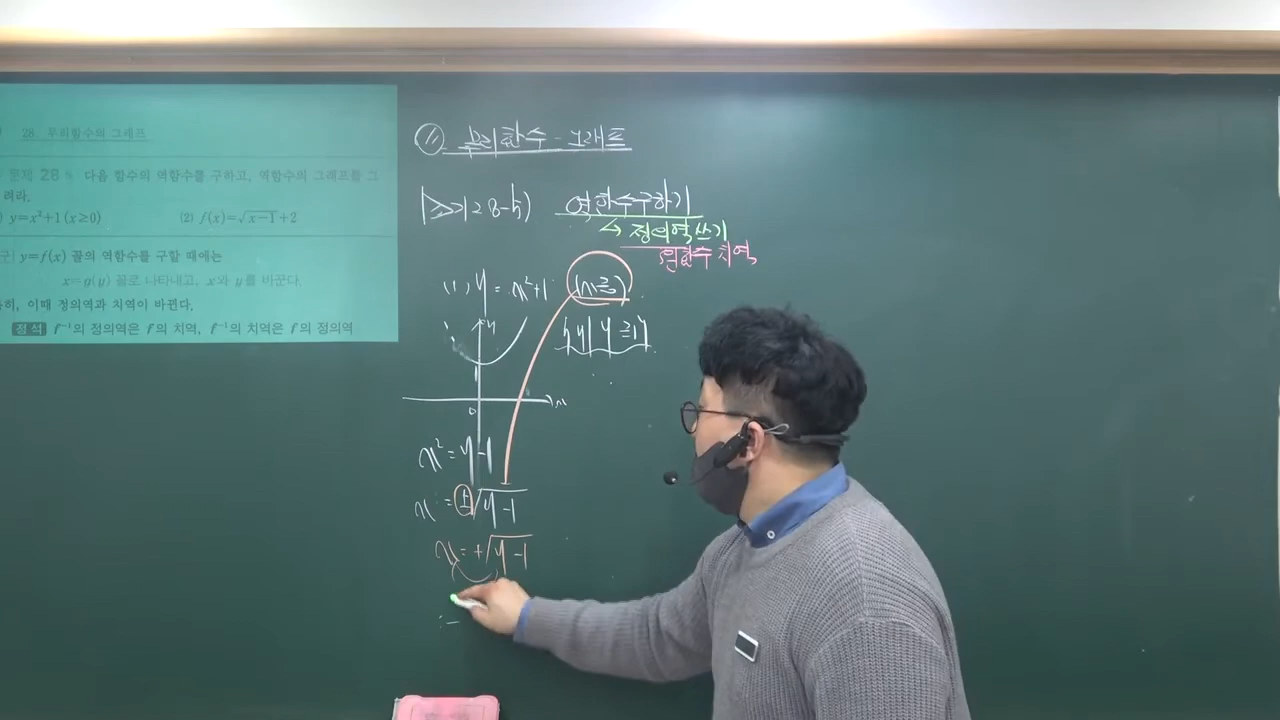 28. 무리함수의 그래프
문제 28-5 다음 함수의 역함수를 구하고, 역함수의 그래프를 그
려라.
y=x²+1 (x≥0) (2) f(x)=√(x-1)+2
y=f(x) 꼴의 역함수를 구할 때에는
x=g(y) 꼴로 나타내고, x와 y를 바꾼다.
이때 정의역과 치역이 바뀐다.
정석 f⁻¹의 정의역은 f의 치역, f⁻¹의 치역은 f의 정의역
무리함수 - 그래프
28-5) 역함수구하기
↳ 정의역쓰기
원함수 치역
(1) y = x²+1 (x≥0)
{y| y ≥1}
y
1
0 x
x² = y-1
x = ±√(y-1)
x = +√(y-1)